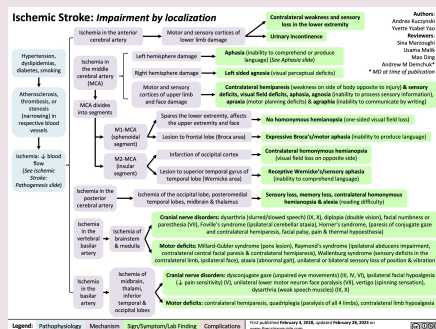 Ischemic Stroke: Impairment by localization
Authors:
Andrea Kuczynski
Yvette Ysabel Yao
Reviewers:
Sina Marzoughi
Usama Malik
Mao Ding
Andrew M Demchuk*
* MD at time of publication
Hypertension,
dyslipidemias,
diabetes, smoking
Atherosclerosis,
thrombosis, or
stenosis
(narrowing) in
respective blood
vessels
Ischemia: ↓ blood
flow
(See Ischemic
Stroke:
Pathogenesis slide)
Ischemia in the anterior
cerebral artery
Motor and sensory cortices of
lower limb damage
Contralateral weakness and sensory
loss in the lower extremity
Urinary incontinence
Ischemia in
the middle
cerebral artery
(MCA)
Left hemisphere damage
Aphasia (inability to comprehend or produce
language) (See Aphasia slide)
Right hemisphere damage
Left sided agnosia (visual perceptual deficits)
Motor and sensory
cortices of upper limb
and face damage
Contralateral hemiparesis (weakness on side of body opposite to injury) & sensory
deficits, visual field deficits, aphasia, agnosia (inability to process sensory information),
apraxia (motor planning deficits) & agraphia (inability to communicate by writing)
MCA divides
into segments
M1-MCA
(sphenoidal
segment)
Spares the lower extremity, affects
the upper extremity and face
No homonymous hemianopia (one-sided visual field loss)
Lesion to frontal lobe (Broca area)
Expressive Broca's/motor aphasia (inability to produce language)
M2-MCA
(insular
segment)
Infarction of occipital cortex
Contralateral homonymous hemianopia
(visual field loss on opposite side)
Lesion to superior temporal gyrus of
temporal lobe (Wernicke area)
Receptive Wernicke's/sensory aphasia
(inability to comprehend language)
Ischemia in the posterior
cerebral artery
Ischemia of the occipital lobe, posteromedial
temporal lobes, midbrain & thalamus
Sensory loss, memory loss, contralateral homonymous
hemianopia & alexia (reading difficulty)
Ischemia
in the
vertebral
basilar
artery
Ischemia of
brainstem
& medulla
Cranial nerve disorders: dysarthria (slurred/slowed speech) (IX, X), diplopia (double vision), facial numbness or
paresthesia (VII), Foville's syndrome (ipsilateral cerebellar ataxia), Horner's syndrome, iparesis of conjugate gaze
and contralateral hemiparesis, facial palsy, pain & thermal hypoesthesia)
Motor deficits: Millard-Gubler syndrome (pons lesion), Raymond's syndrome (ipsilateral abducens impairment,
contralateral central facial paresis & contralateral hemiparesis), Wallenburg syndrome (sensory deficits in the
contralateral limb, ipsilateral face), ataxia (abnormal gait), unilateral or bilateral sensory loss of position & vibration
Ischemia
in the
basilar
artery
Ischemia of
midbrain,
thalami,
inferior
temporal &
occipital lobes
Cranial nerve disorders: dysconjugate gaze (unpaired eye movements) (III, IV, VI), ipsilateral facial hypoalgesia
(↓ pain sensitivity) (V), unilateral lower motor neuron face paralysis (VII), vertigo (spinning sensation),
dysarthria (weak speech muscles) (IX, X)
Motor deficits: contralateral hemiparesis, quadriplegia (paralysis of all 4 limbs), contralateral limb hypoalgesia
Legend: Pathophysiology Mechanism Sign/Symptom/Lab Finding Complications
First published February 3, 2018, updated February 28, 2023 on